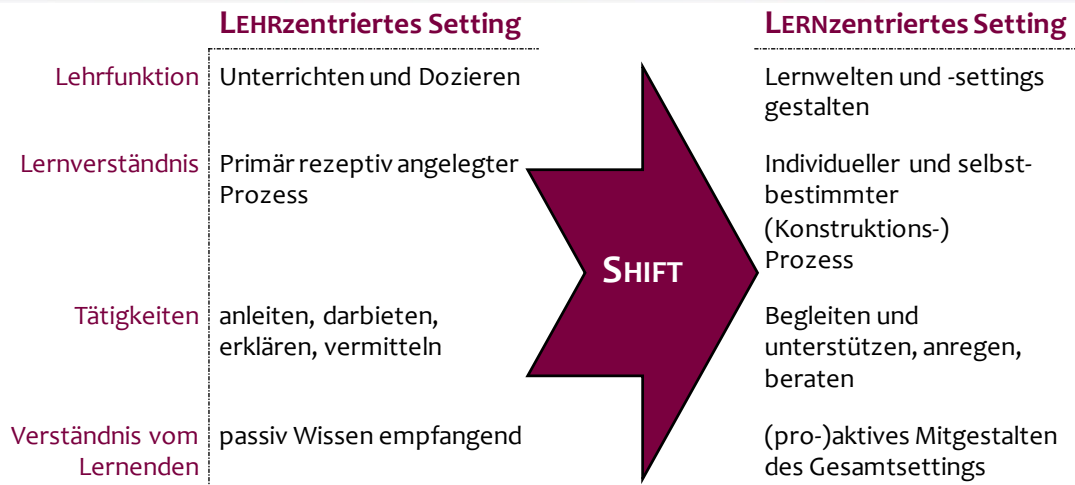 LEHRzentriertes Setting
LERNzentriertes Setting
Lehrfunktion
Unterrichten und Dozieren
Lernwelten und -settings
gestalten
Lernverständnis
Primär rezeptiv angelegter
Prozess
Individueller und selbst-
bestimmter
(Konstruktions-)
Prozess
SHIFT
Tätigkeiten
anleiten, darbieten,
erklären, vermitteln
Begleiten und
unterstützen, anregen,
beraten
Verständnis vom
Lernenden
passiv Wissen empfangend
(pro-)aktives Mitgestalten
des Gesamtsettings